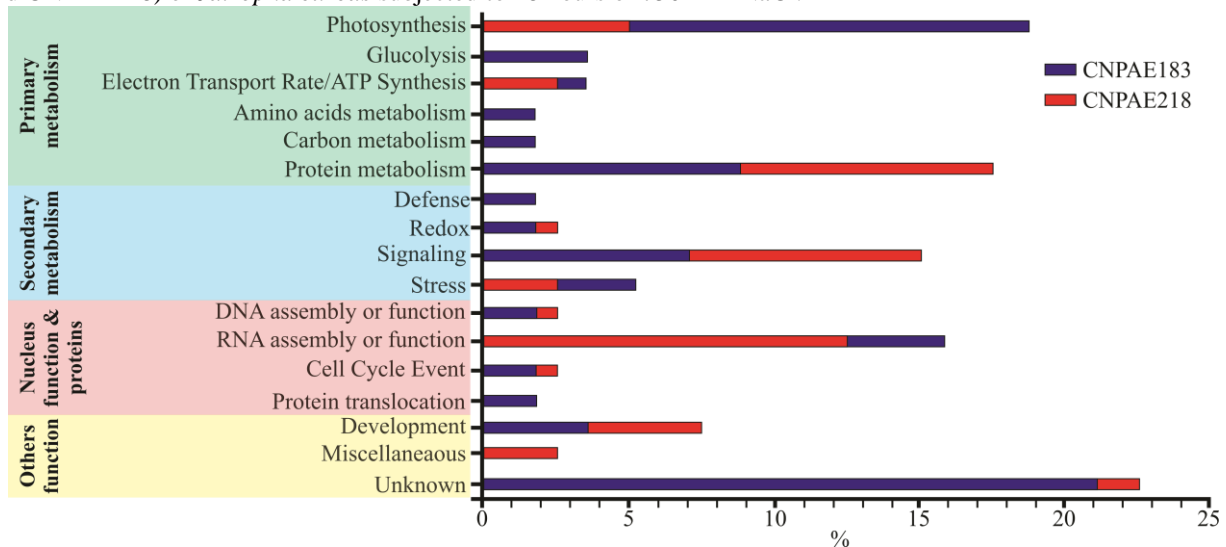 Photosynthesis
Glucolysis
Electron Transport Rate/ATP Synthesis
Amino acids metabolism
Carbon metabolism
Protein metabolism
Defense
Redox
Signaling
Stress
DNA assembly or function
RNA assembly or function
Cell Cycle Event
Protein translocation
Development
Miscellaneaous
Unknown
Primary
metabolism
Secondary
metabolism
Nucleus
function &
proteins
Others
function
CNPAE183
CNPAE218
0 5 10 15 20 25
%